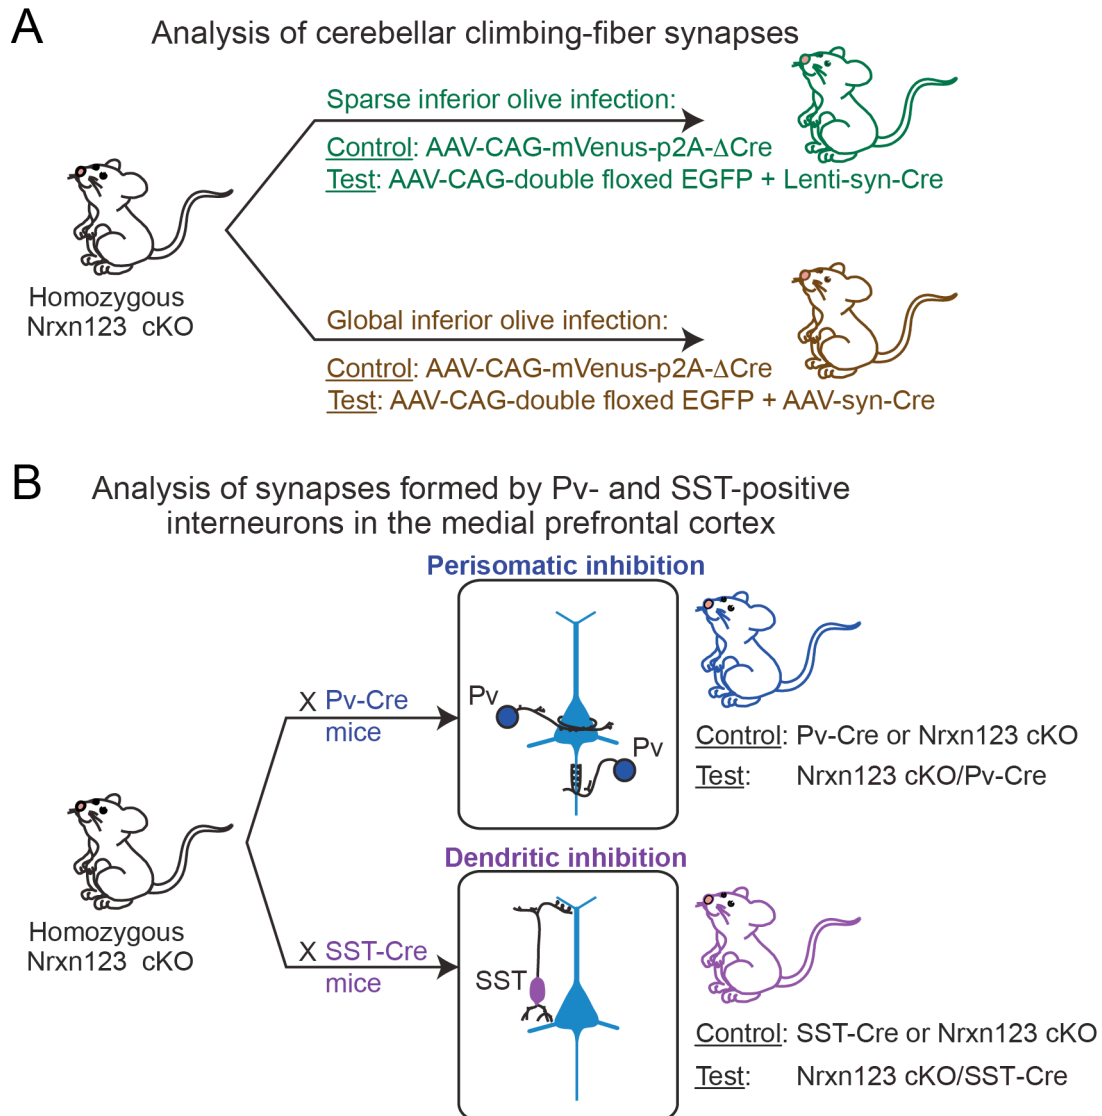 A
Analysis of cerebellar climbing-fiber synapses
Sparse inferior olive infection:
Control: AAV-CAG-mVenus-p2A-ΔCre
Test: AAV-CAG-double floxed EGFP + Lenti-syn-Cre
Homozygous
Nrxn123 cKO
Global inferior olive infection:
Control: AAV-CAG-mVenus-p2A-ΔCre
Test: AAV-CAG-double floxed EGFP + AAV-syn-Cre
B
Analysis of synapses formed by Pv- and SST-positive
interneurons in the medial prefrontal cortex
Perisomatic inhibition
X Pv-Cre
mice
Pv
Pv
Control: Pv-Cre or Nrxn123 cKO
Test: Nrxn123 cKO/Pv-Cre
Homozygous
Nrxn123 cKO
Dendritic inhibition
X SST-Cre
mice
SST
Control: SST-Cre or Nrxn123 cKO
Test: Nrxn123 cKO/SST-Cre